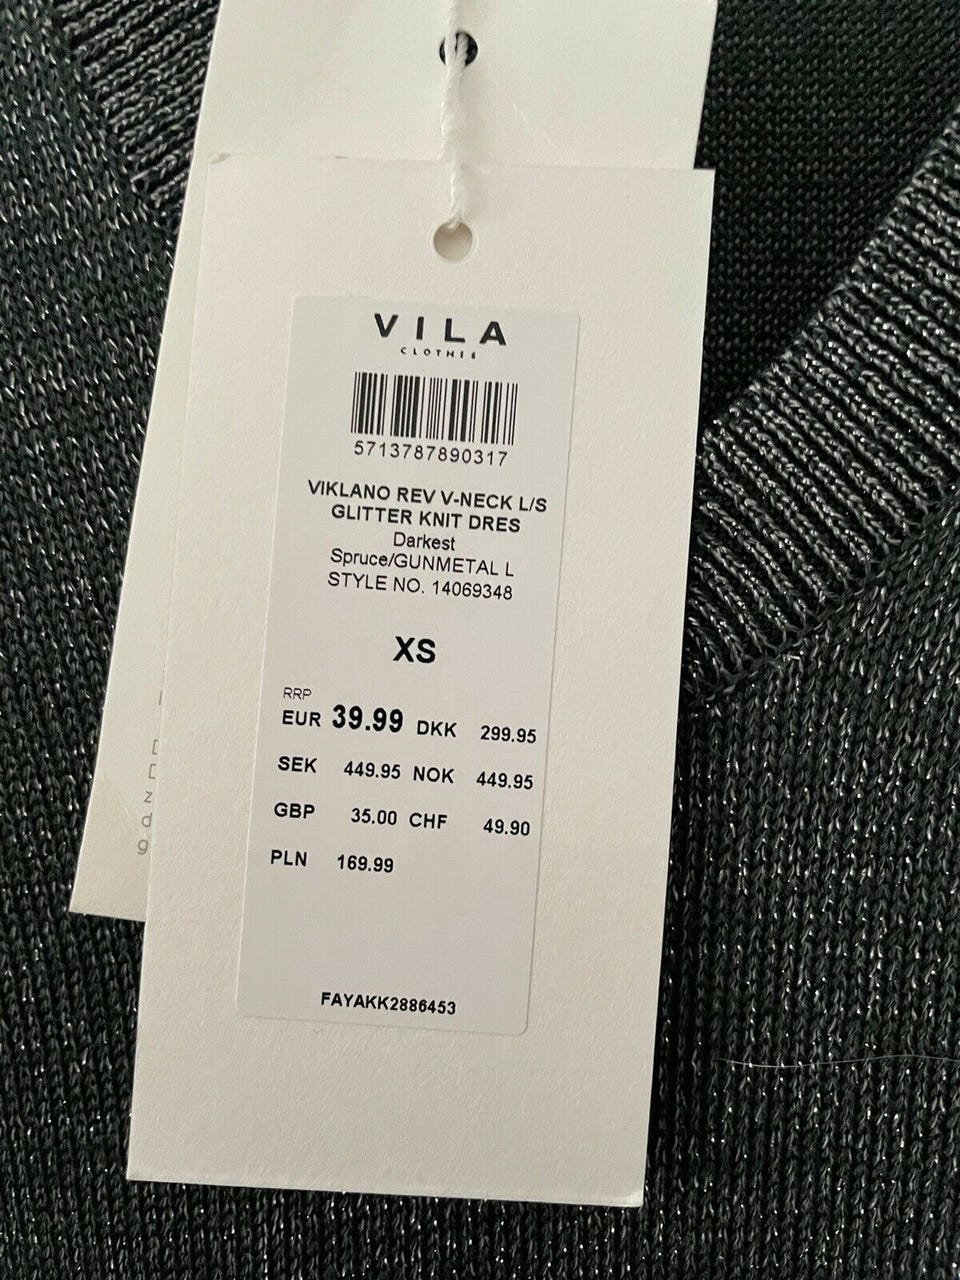 VILA
CLOTHES
5713787890317
VIKLANO REV V-NECK L/S
GLITTER KNIT DRES
Darkest
Spruce/GUNMETAL L
STYLE NO. 14069348
XS
RRP
EUR 39.99 DKK 299.95
SEK 449.95 NOK 449.95
GBP 35.00 CHF 49.90
PLN 169.99
FAYAKK2886453
z
d
g